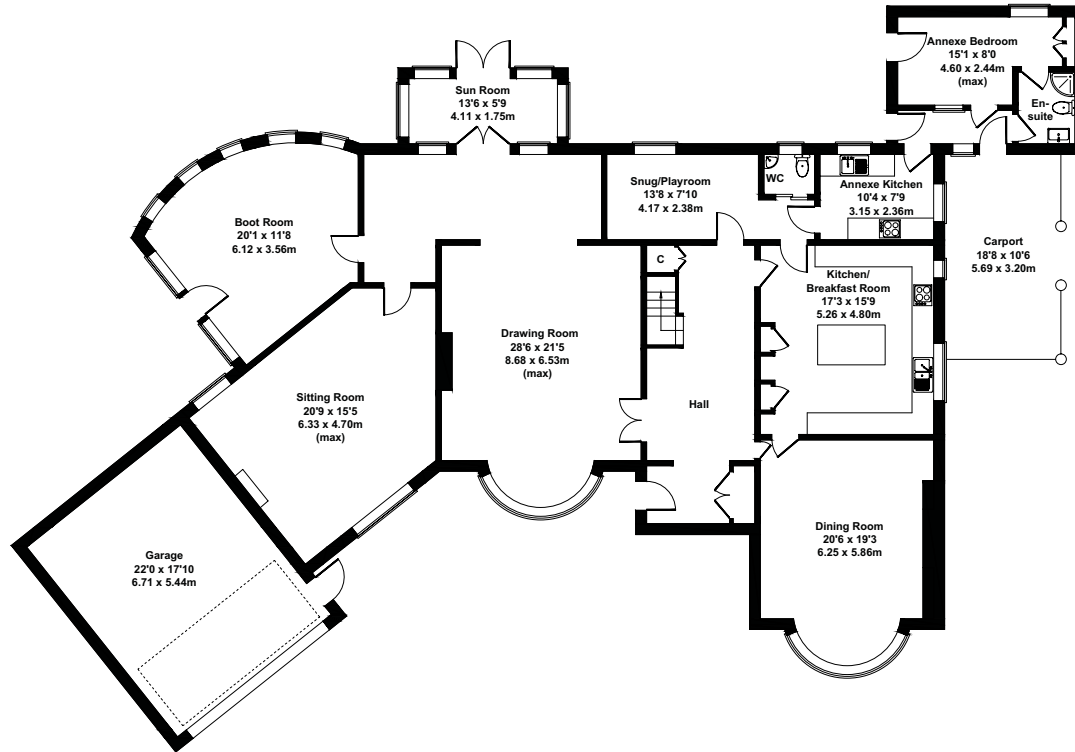 Annexe Bedroom
15'1 x 8'0
4.60 x 2.44m
(max)
En-
suite
Sun Room
13'6 x 5'9
4.11 x 1.75m
WC
Snug/Playroom
13'8 x 7'10
4.17 x 2.38m
Annexe Kitchen
10'4 x 7'9
3.15 x 2.36m
Boot Room
20'1 x 11'8
6.12 x 3.56m
Carport
18'8 x 10'6
5.69 x 3.20m
C
Kitchen/
Breakfast Room
17'3 x 15'9
5.26 x 4.80m
Drawing Room
28'6 x 21'5
8.68 x 6.53m
(max)
Sitting Room
20'9 x 15'5
6.33 x 4.70m
(max)
Hall
Dining Room
20'6 x 19'3
6.25 x 5.86m
Garage
22'0 x 17'10
6.71 x 5.44m